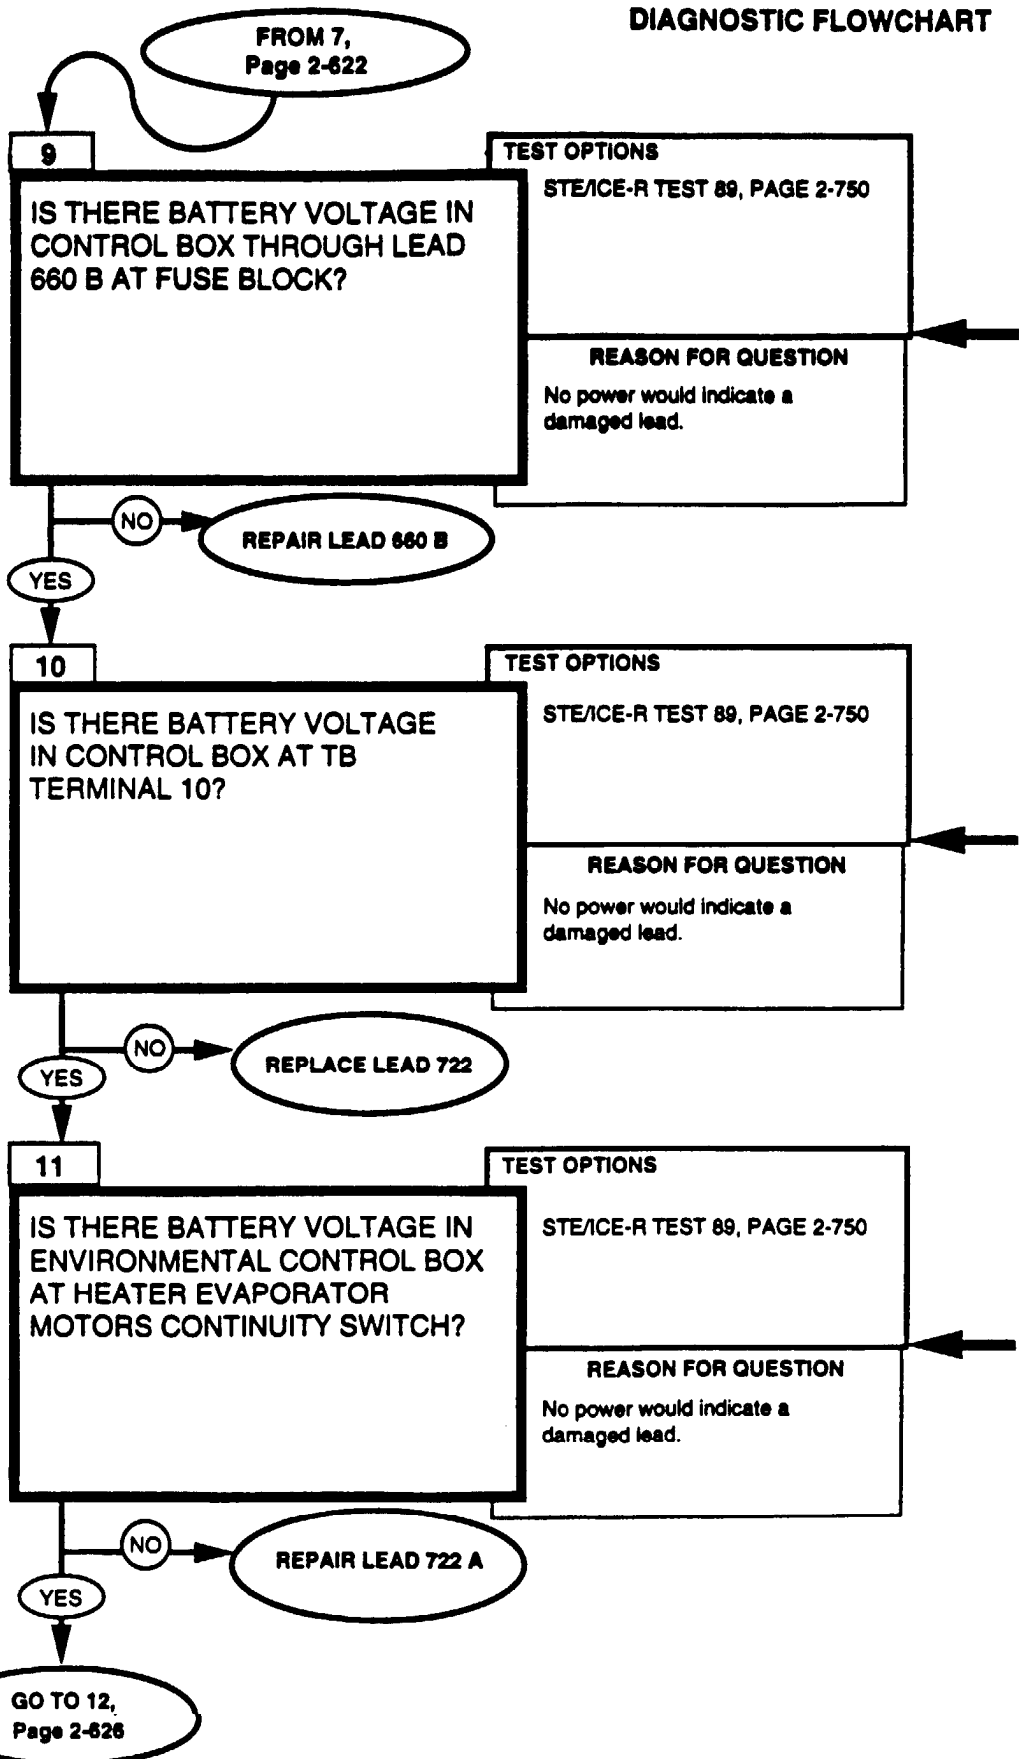 DIAGNOSTIC FLOWCHART
FROM 7,
Page 2-622
9
IS THERE BATTERY VOLTAGE IN
CONTROL BOX THROUGH LEAD
660 B AT FUSE BLOCK?
TEST OPTIONS
STE/ICE-R TEST 89, PAGE 2-750
REASON FOR QUESTION
No power would indicate a
damaged lead.
NO
REPAIR LEAD 660 B
YES
10
IS THERE BATTERY VOLTAGE
IN CONTROL BOX AT TB
TERMINAL 10?
TEST OPTIONS
STE/ICE-R TEST 89, PAGE 2-750
REASON FOR QUESTION
No power would indicate a
damaged lead.
NO
REPLACE LEAD 722
YES
11
IS THERE BATTERY VOLTAGE IN
ENVIRONMENTAL CONTROL BOX
AT HEATER EVAPORATOR
MOTORS CONTINUITY SWITCH?
TEST OPTIONS
STE/ICE-R TEST 89, PAGE 2-750
REASON FOR QUESTION
No power would indicate a
damaged lead.
NO
REPAIR LEAD 722 A
YES
GO TO 12,
Page 2-626